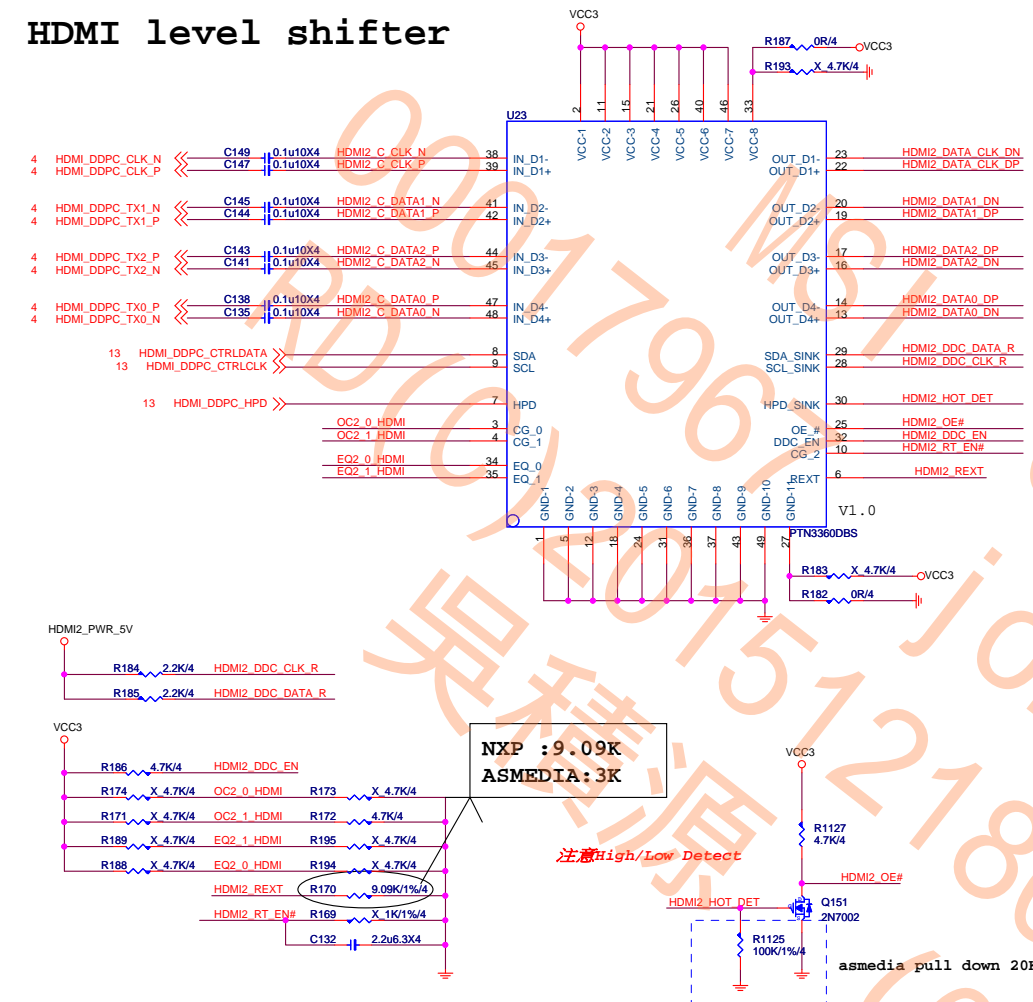 HDMI level shifter
VCC3
R187 0R/4 VCC3
R193 X_4.7K/4
2 11 15 21 26 40 46 33
U23
VCC-1 VCC-2 VCC-3 VCC-4 VCC-5 VCC-6 VCC-7 VCC-8
4 HDMI_DDPC_CLK_N C149 0.1u10X4 HDMI2_C_CLK_N 38 IN_D1- OUT_D1- 23 HDMI2_DATA_CLK_DN
4 HDMI_DDPC_CLK_P C147 0.1u10X4 HDMI2_C_CLK_P 39 IN_D1+ OUT_D1+ 22 HDMI2_DATA_CLK_DP
4 HDMI_DDPC_TX1_N C145 0.1u10X4 HDMI2_C_DATA1_N 41 IN_D2- OUT_D2- 20 HDMI2_DATA1_DN
4 HDMI_DDPC_TX1_P C144 0.1u10X4 HDMI2_C_DATA1_P 42 IN_D2+ OUT_D2+ 19 HDMI2_DATA1_DP
4 HDMI_DDPC_TX2_P C143 0.1u10X4 HDMI2_C_DATA2_P 44 IN_D3- OUT_D3- 17 HDMI2_DATA2_DP
4 HDMI_DDPC_TX2_N C141 0.1u10X4 HDMI2_C_DATA2_N 45 IN_D3+ OUT_D3+ 16 HDMI2_DATA2_DN
4 HDMI_DDPC_TX0_P C138 0.1u10X4 HDMI2_C_DATA0_P 47 IN_D4- OUT_D4- 14 HDMI2_DATA0_DP
4 HDMI_DDPC_TX0_N C135 0.1u10X4 HDMI2_C_DATA0_N 48 IN_D4+ OUT_D4+ 13 HDMI2_DATA0_DN
13 HDMI_DDPC_CTRLDATA 8 SDA SDA_SINK 29 HDMI2_DDC_DATA_R
13 HDMI_DDPC_CTRLCLK 9 SCL SCL_SINK 28 HDMI2_DDC_CLK_R
13 HDMI_DDPC_HPD 7 HPD HPD_SINK 30 HDMI2_HOT_DET
OC2_0_HDMI 3 CG_0 OE_# 25 HDMI2_OE#
OC2_1_HDMI 4 CG_1 DDC_EN 32 HDMI2_DDC_EN
CG_2 10 HDMI2_RT_EN#
EQ2_0_HDMI 34 EQ_0
EQ2_1_HDMI 35 EQ_1 REXT 6 HDMI2_REXT
GND-1 GND-2 GND-3 GND-4 GND-5 GND-6 GND-7 GND-8 GND-9 GND-10 GND-11
V1.0
PTN3360DBS
1 5 12 18 24 31 36 37 43 49 27
R183 X_4.7K/4 VCC3
R182 0R/4
HDMI2_PWR_5V
R184 2.2K/4 HDMI2_DDC_CLK_R
R185 2.2K/4 HDMI2_DDC_DATA_R
VCC3
NXP :9.09K
ASMEDIA:3K
R186 4.7K/4 HDMI2_DDC_EN
R174 X_4.7K/4 OC2_0_HDMI R173 X_4.7K/4
R171 X_4.7K/4 OC2_1_HDMI R172 4.7K/4
R189 X_4.7K/4 EQ2_1_HDMI R195 X_4.7K/4
R188 X_4.7K/4 EQ2_0_HDMI R194 X_4.7K/4
HDMI2_REXT R170 9.09K/1%/4
HDMI2_RT_EN# R169 X_1K/1%/4
C132 2.2u6.3X4
VCC3
R1127
4.7K/4
注意High/Low Detect
HDMI2_OE#
HDMI2_HOT_DET Q151
2N7002
R1125
100K/1%/4
asmedia pull down 20
MSI
00017967
RD(C)20151218
吳積源